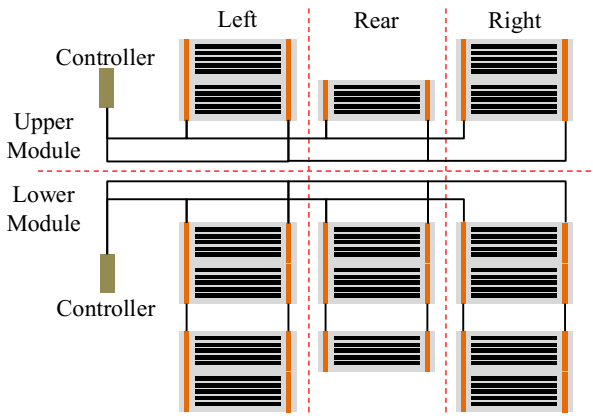 Left
Rear
Right
Controller
Upper
Module
Lower
Module
Controller